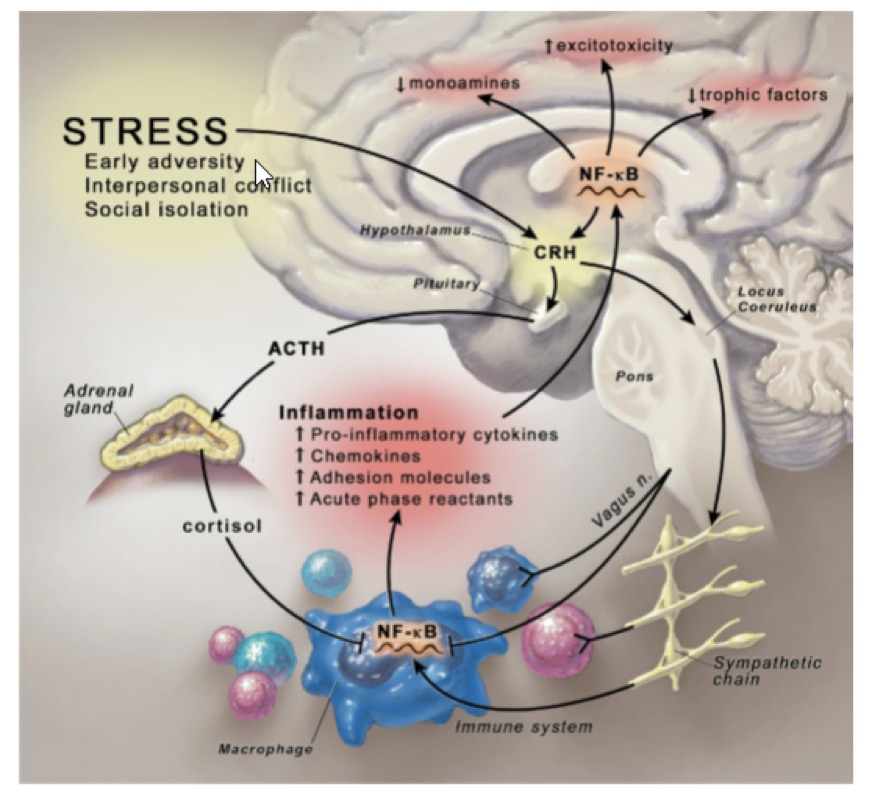 ↑excitotoxicity
↓monoamines
↓trophic factors
STRESS
Early adversity
Interpersonal conflict
Social isolation
NF-κB
Hypothalamus
CRH
Pituitary
Locus
Coeruleus
ACTH
Pons
Adrenal
gland
Inflammation
↑ Pro-inflammatory cytokines
↑ Chemokines
↑ Adhesion molecules
↑ Acute phase reactants
Vagus n.
cortisol
NF-κB
Sympathetic
chain
Immune system
Macrophage